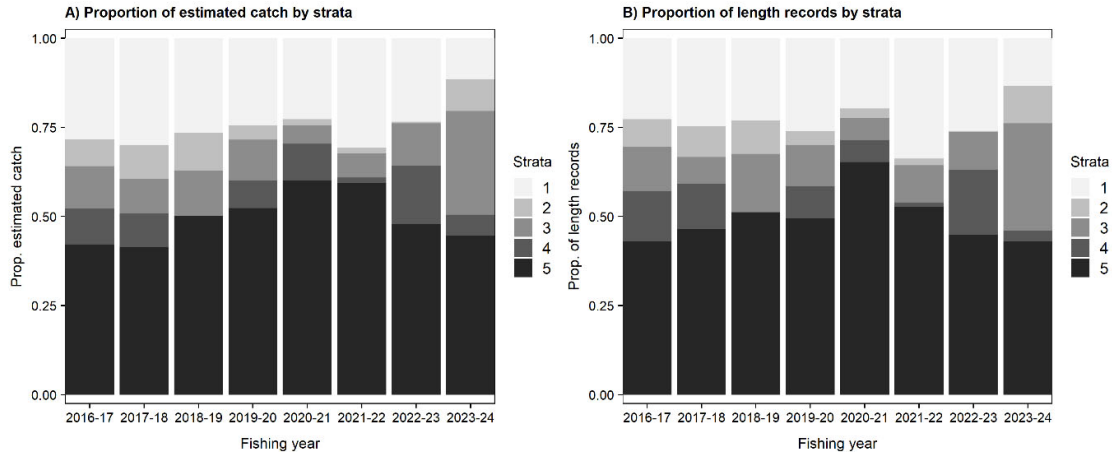 A) Proportion of estimated catch by strata
Prop. estimated catch
1.00
0.75
0.50
0.25
0.00
2016-17 2017-18 2018-19 2019-20 2020-21 2021-22 2022-23 2023-24
Fishing year
Strata
1
2
3
4
5
B) Proportion of length records by strata
Prop. of length records
1.00
0.75
0.50
0.25
0.00
2016-17 2017-18 2018-19 2019-20 2020-21 2021-22 2022-23 2023-24
Fishing year
Strata
1
2
3
4
5